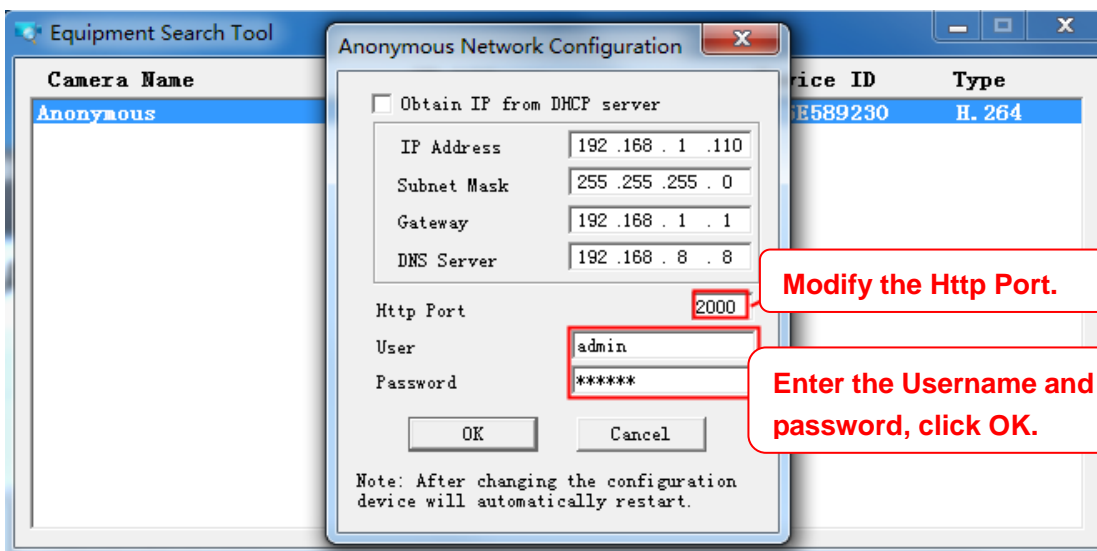 Equipment Search Tool
Anonymous Network Configuration
Camera Name
vice ID
Type
Anonymous
E589230
H.264
Obtain IP from DHCP server
IP Address 192 .168 . 1 .110
Subnet Mask 255 .255 .255 . 0
Gateway 192 .168 . 1 . 1
DNS Server 192 .168 . 8 . 8
Http Port 2000
Modify the Http Port.
User admin
Password ******
Enter the Username and
password, click OK.
OK Cancel
Note: After changing the configuration
device will automatically restart.